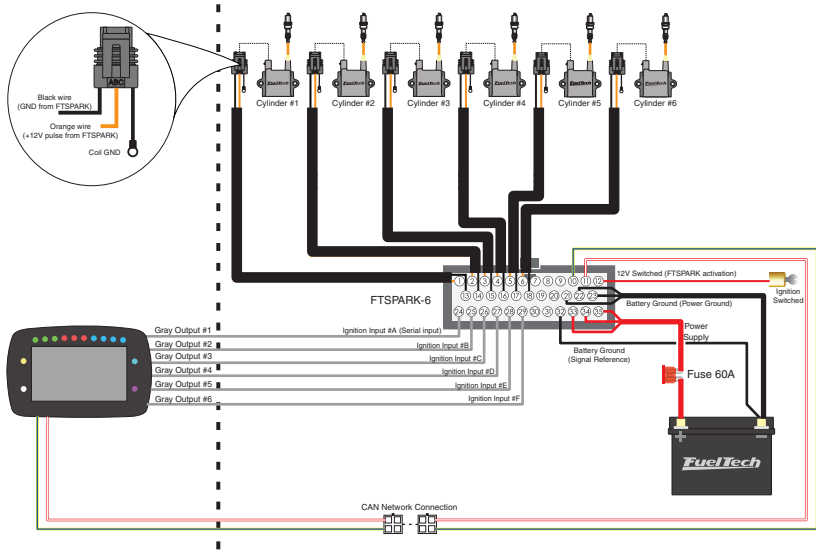 ABC
Black wire
(GND from FTSPARK)
Orange wire
(+12V pulse from FTSPARK)
Coil GND
FuelTech
FuelTech
FuelTech
FuelTech
FuelTech
FuelTech
Cylinder #1
Cylinder #2
Cylinder #3
Cylinder #4
Cylinder #5
Cylinder #6
FTSPARK-6
1 2 3 4 5 6 7 8 9 10 11 12
13 14 15 16 17 18 19 20 21 22 23
24 25 26 27 28 29 30 31 32 33 34 35
12V Switched (FTSPARK activation)
Ignition
Switched
Battery Ground (Power Ground)
Power
Supply
Battery Ground
(Signal Reference)
Fuse 60A
Gray Output #1
Gray Output #2
Gray Output #3
Gray Output #4
Gray Output #5
Gray Output #6
Ignition Input #A (Serial input)
Ignition Input #B
Ignition Input #C
Ignition Input #D
Ignition Input #E
Ignition Input #F
+ −
FuelTech
CAN Network Connection